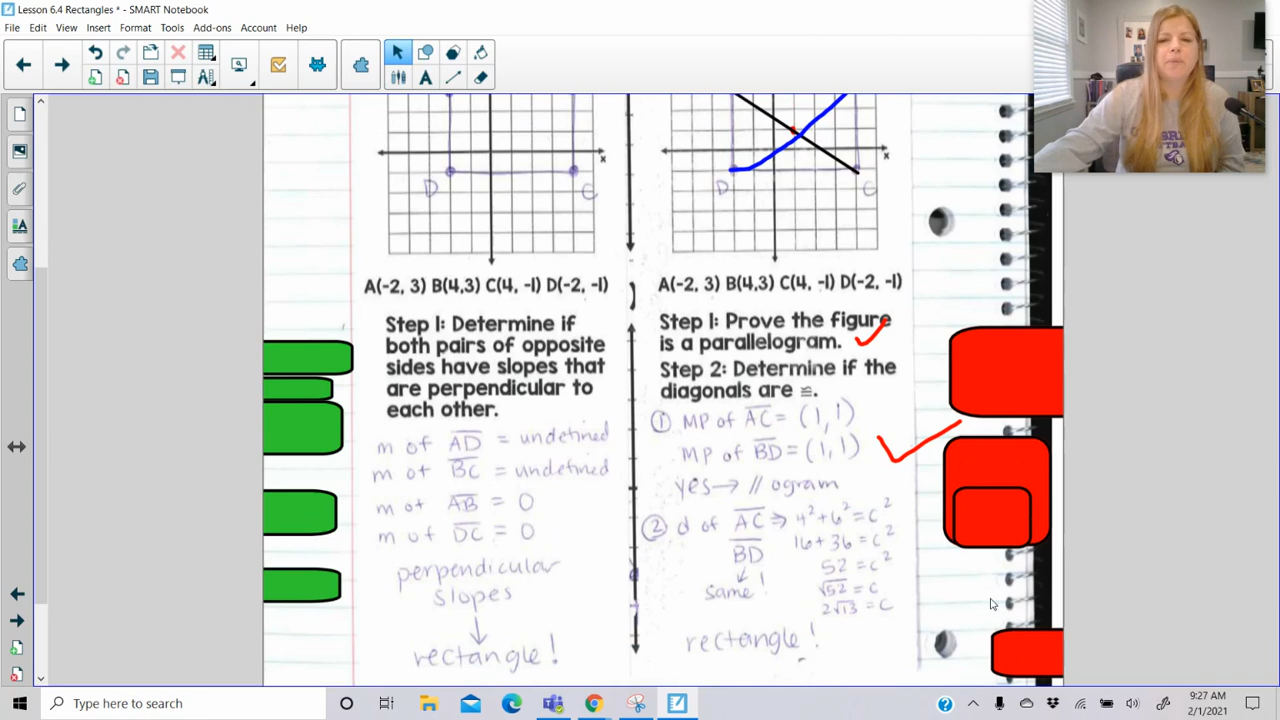 Lesson 6.4 Rectangles * - SMART Notebook
File Edit View Insert Format Tools Add-ons Account Help
x
D
C
x
D
C
A(-2, 3) B(4,3) C(4, -1) D(-2, -1)
Step 1: Determine if
both pairs of opposite
sides have slopes that
are perpendicular to
each other.
m of AD = undefined
m of BC = undefined
m of AB = 0
m of DC = 0
perpendicular
slopes
rectangle!
A(-2, 3) B(4,3) C(4, -1) D(-2, -1)
Step 1: Prove the figure
is a parallelogram.
Step 2: Determine if the
diagonals are ≅.
① MP of AC = (1,1)
MP of BD = (1,1)
yes → // ogram
② d of AC ⇒ 4² + 6² = C²
BD
same!
16 + 36 = C²
52 = C²
√52 = C
2√13 = C
rectangle!
Type here to search
9:27 AM
2/1/2021